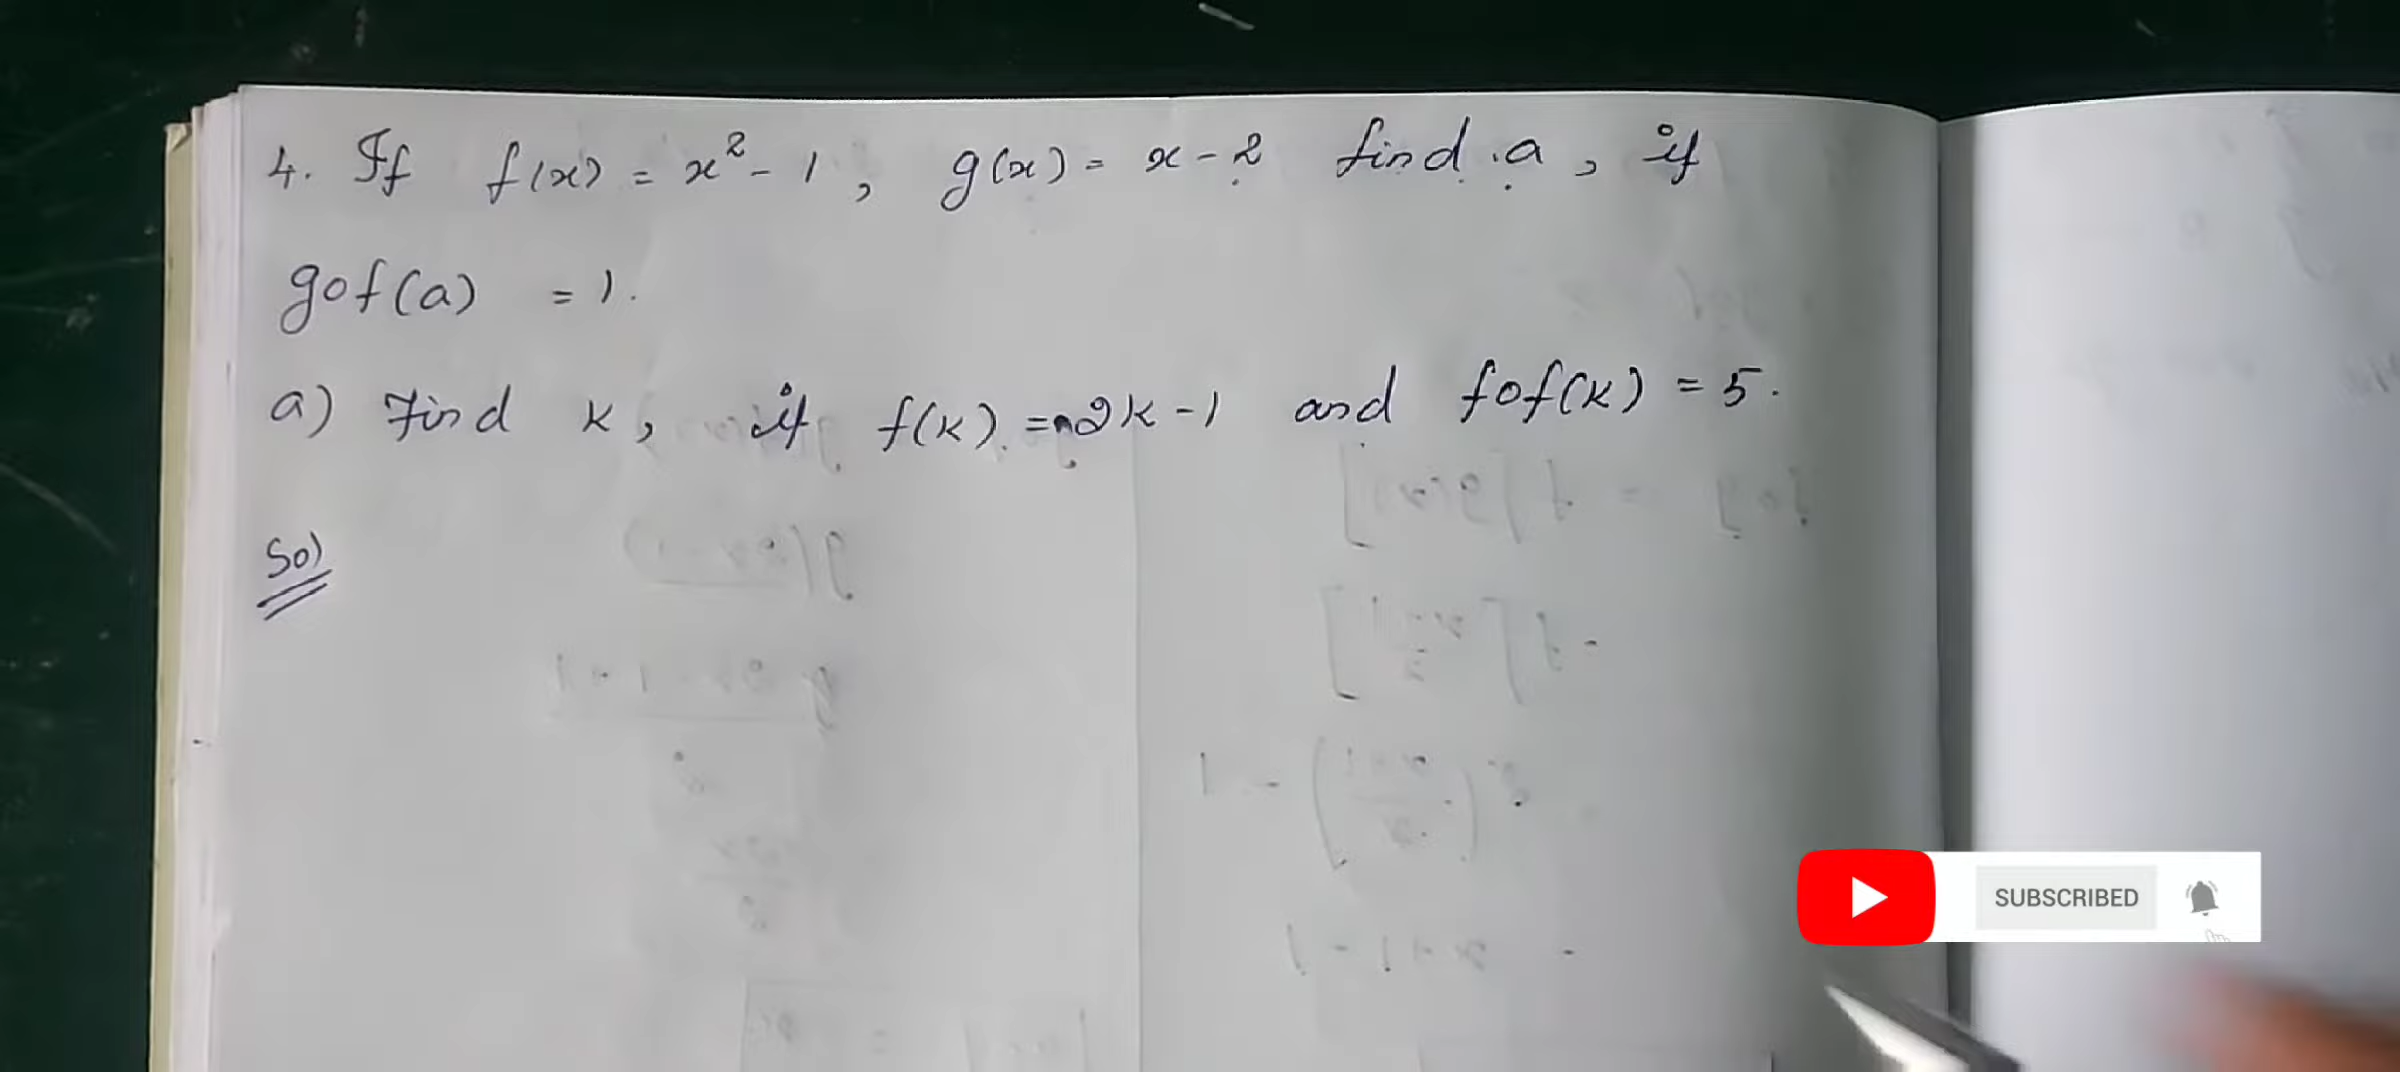 4. If f(x) = x² - 1, g(x) = x - 2 find a, if
gof(a) = 1.
a) Find k, if f(k) = 2k - 1 and fof(k) = 5.
Sol
SUBSCRIBED